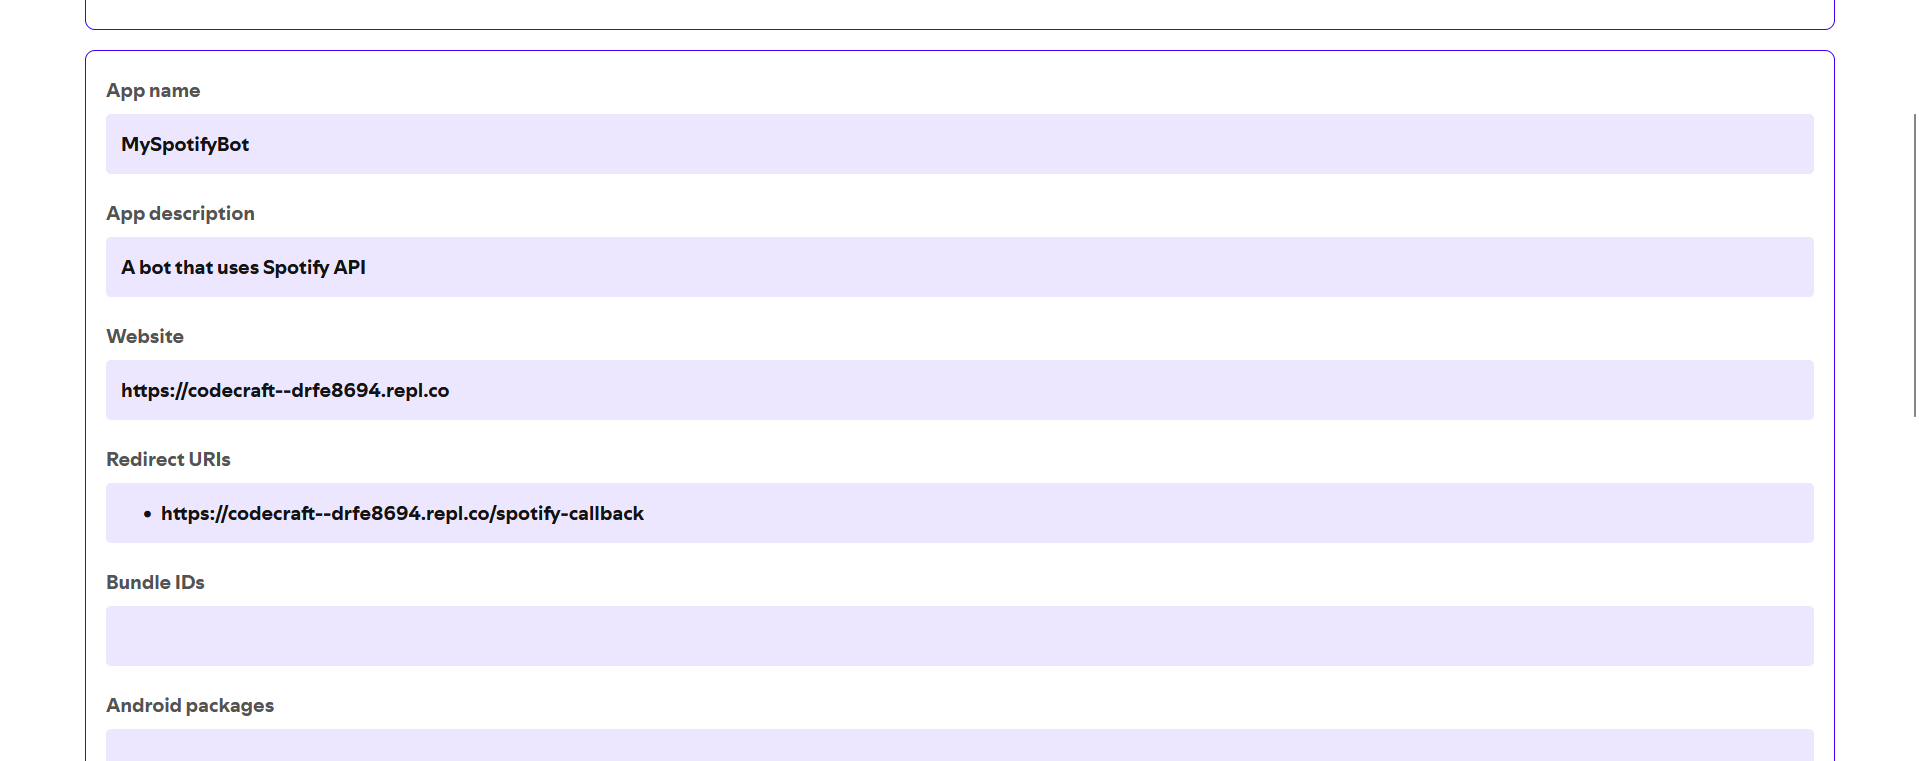 App name
MySpotifyBot
App description
A bot that uses Spotify API
Website
https://codecraft--drfe8694.repl.co
Redirect URIs
• https://codecraft--drfe8694.repl.co/spotify-callback
Bundle IDs
Android packages